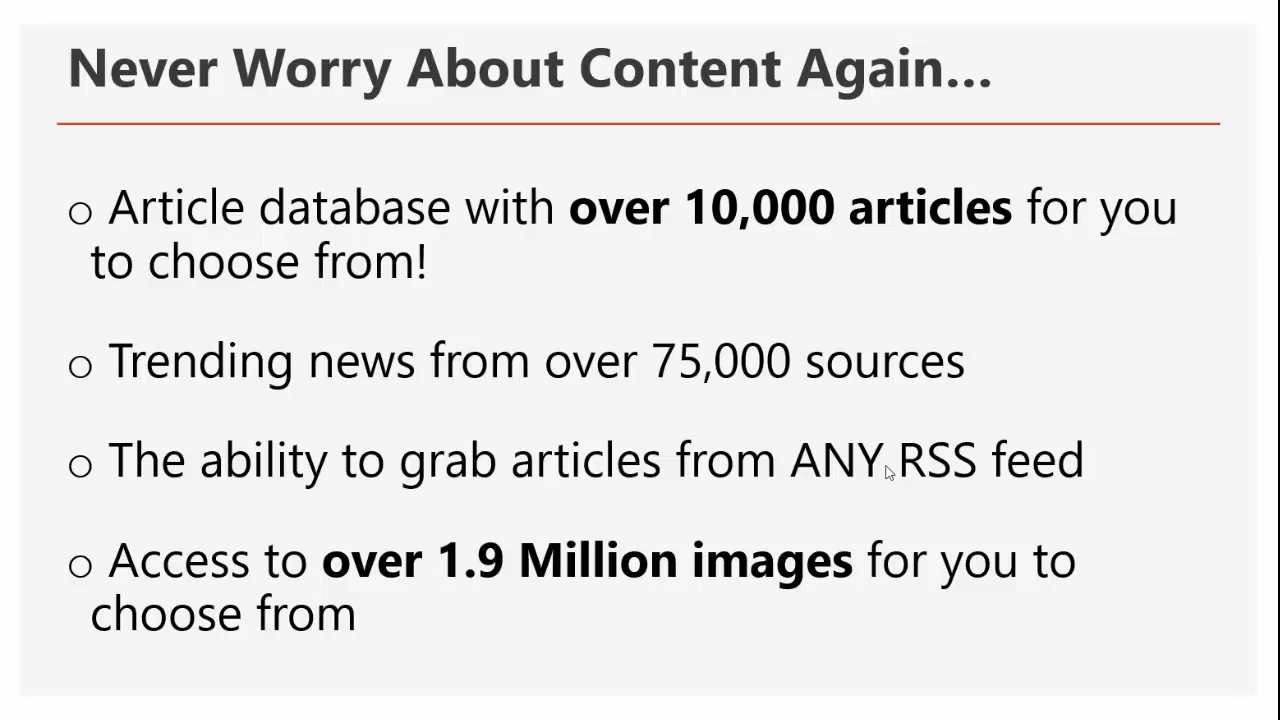 Never Worry About Content Again...
o Article database with over 10,000 articles for you
to choose from!
o Trending news from over 75,000 sources
o The ability to grab articles from ANY RSS feed
o Access to over 1.9 Million images for you to
choose from